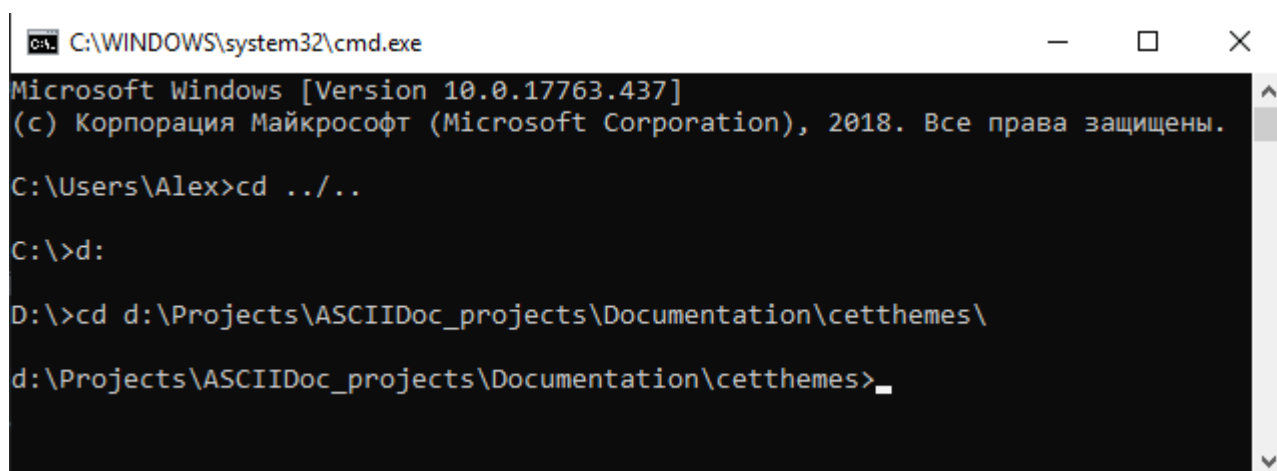 C:\WINDOWS\system32\cmd.exe
Microsoft Windows [Version 10.0.17763.437]
(c) Корпорация Майкрософт (Microsoft Corporation), 2018. Все права защищены.
C:\Users\Alex>cd ../..
C:\>d:
D:\>cd d:\Projects\ASCIIDoc_projects\Documentation\cetthemes\
d:\Projects\ASCIIDoc_projects\Documentation\cetthemes>